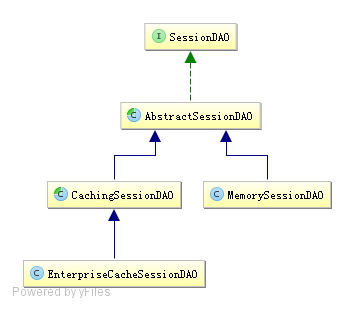 I SessionDAO
C AbstractSessionDAO
C CachingSessionDAO
C MemorySessionDAO
C EnterpriseCacheSessionDAO
Powered by yFiles